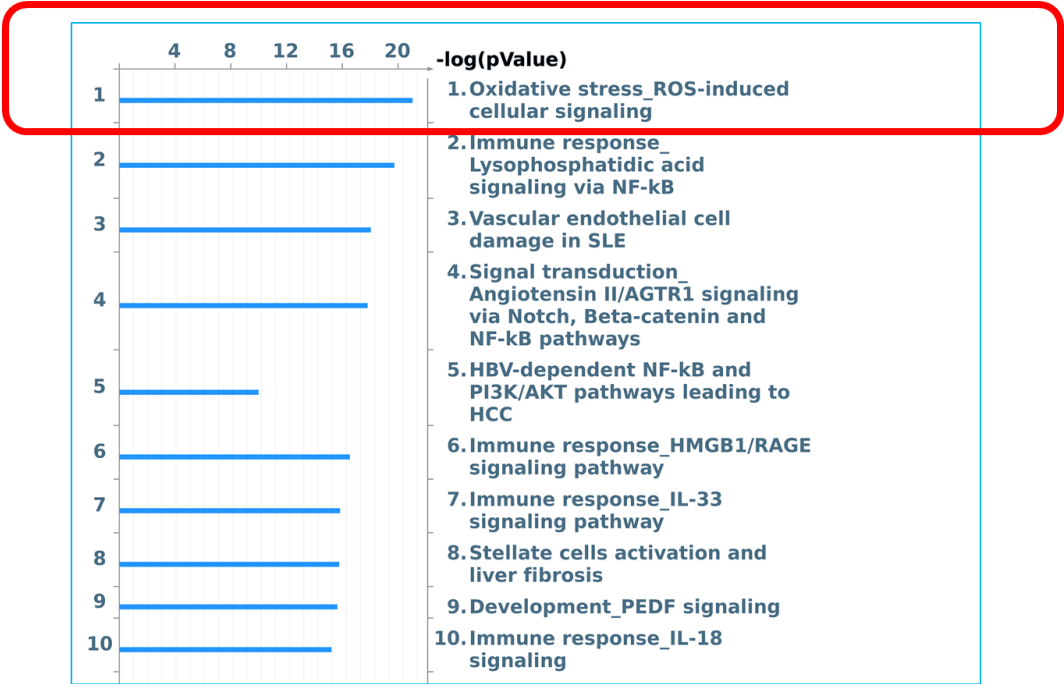 4 8 12 16 20
-log(pValue)
1
1. Oxidative stress_ROS-induced
cellular signaling
2
2. Immune response_
Lysophosphatidic acid
signaling via NF-kB
3
3. Vascular endothelial cell
damage in SLE
4
4. Signal transduction_
Angiotensin II/AGTR1 signaling
via Notch, Beta-catenin and
NF-kB pathways
5
5. HBV-dependent NF-kB and
PI3K/AKT pathways leading to
HCC
6
6. Immune response_HMGB1/RAGE
signaling pathway
7
7. Immune response_IL-33
signaling pathway
8
8. Stellate cells activation and
liver fibrosis
9
9. Development_PEDF signaling
10
10. Immune response_IL-18
signaling